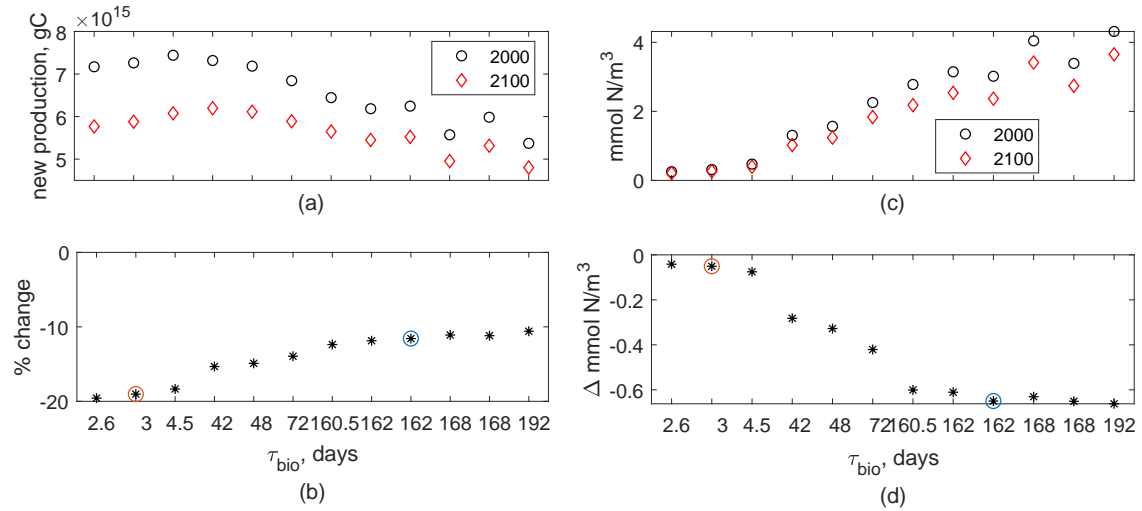 ×10^15
new production, gC
8
7
6
5
2000
2100
(a)
% change
0
-10
-20
2.6 3 4.5 42 48 72 160.5 162 162 168 168 192
τ_bio, days
(b)
mmol N/m^3
4
2
0
2000
2100
(c)
Δ mmol N/m^3
0
-0.2
-0.4
-0.6
2.6 3 4.5 42 48 72 160.5 162 162 168 168 192
τ_bio, days
(d)